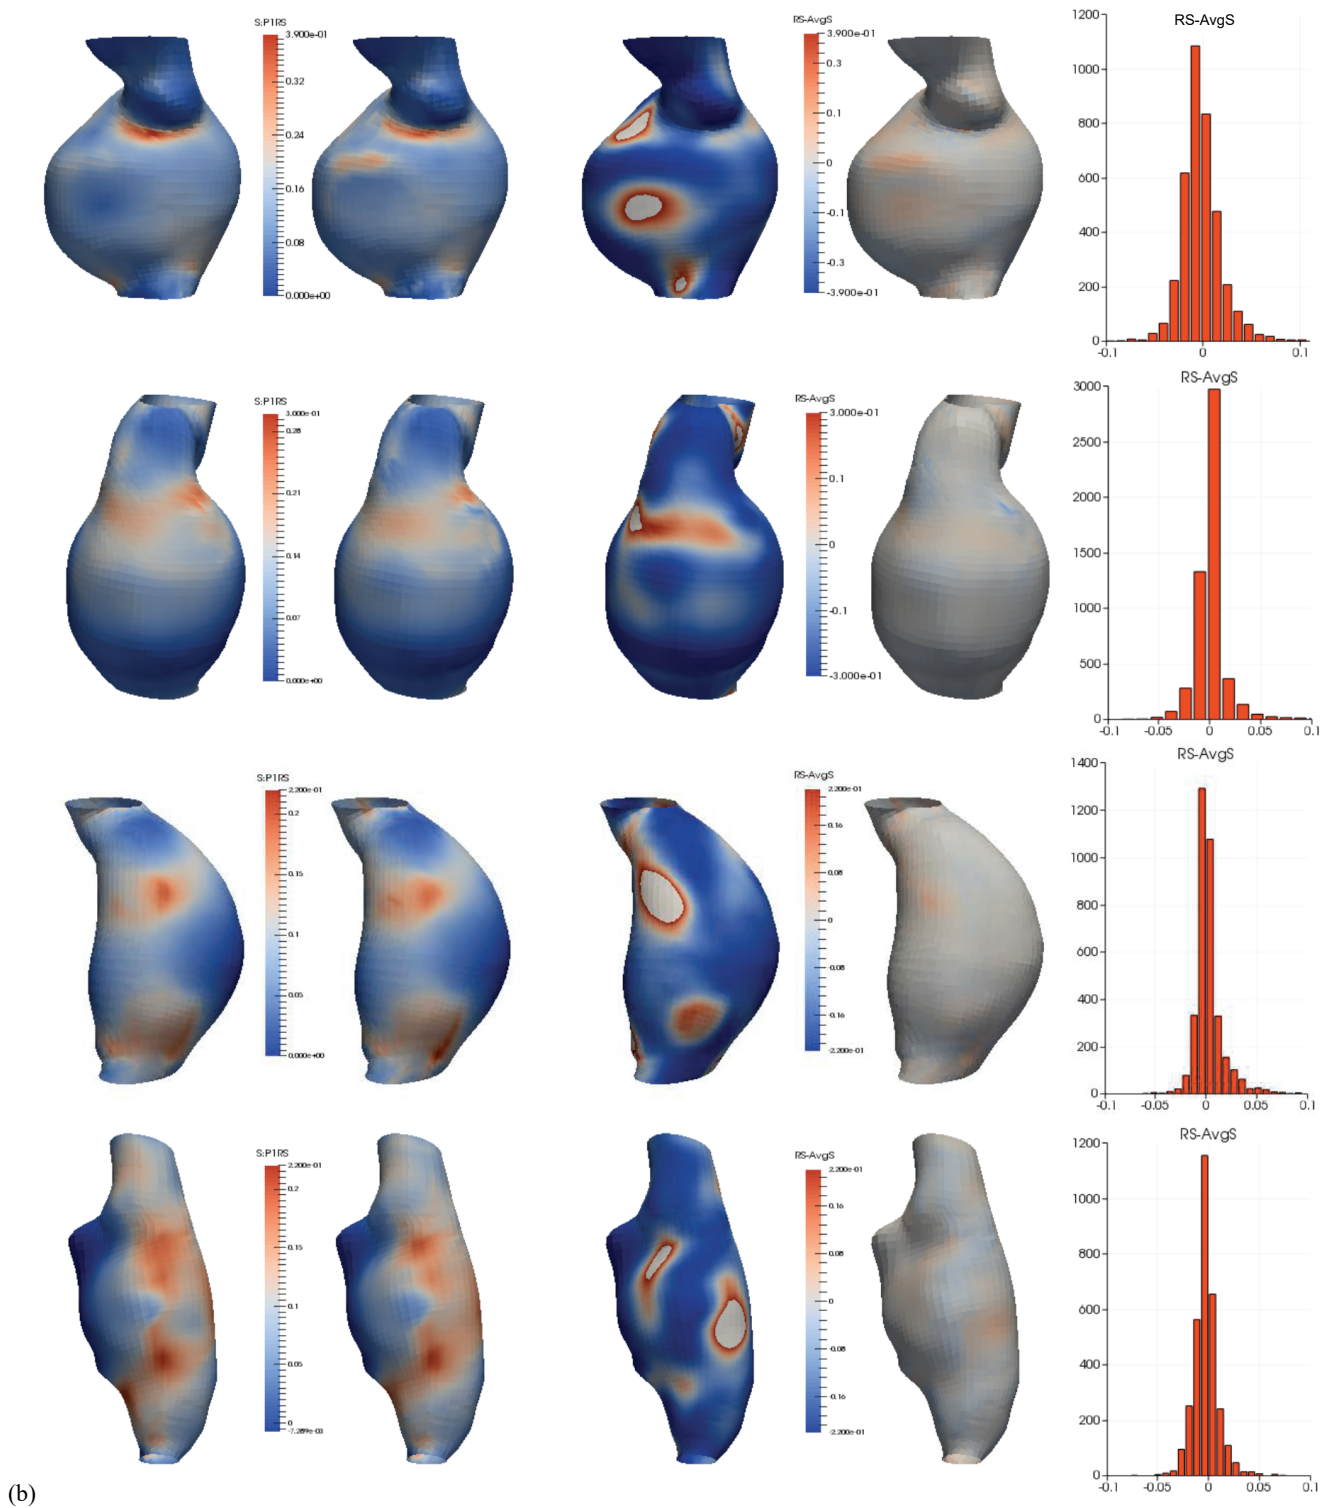 S:P1RS
3.900e-01
0.32
0.24
0.16
0.08
0.000e+00
RS-AvgS
3.900e-01
0.3
0.1
0
-0.1
-0.3
-3.900e-01
RS-AvgS
1200
1000
800
600
400
200
0
-0.1 0 0.1
S:P1RS
3.000e-01
0.28
0.21
0.14
0.07
0.000e+00
RS-AvgS
3.000e-01
0.1
0
-0.1
-3.000e-01
RS-AvgS
3000
2500
2000
1500
1000
500
0
-0.1 -0.05 0 0.05 0.1
S:P1RS
2.200e-01
0.2
0.15
0.1
0.05
0.000e+00
RS-AvgS
2.200e-01
0.16
0.08
0
-0.08
-0.16
-2.200e-01
RS-AvgS
1400
1200
1000
800
600
400
200
0
-0.1 -0.05 0 0.05 0.1
S:P1RS
2.200e-01
0.2
0.15
0.1
0.05
0
-7.289e-03
RS-AvgS
2.200e-01
0.16
0.08
0
-0.08
-0.16
-2.200e-01
RS-AvgS
1200
1000
800
600
400
200
0
-0.1 -0.05 0 0.05 0.1
(b)